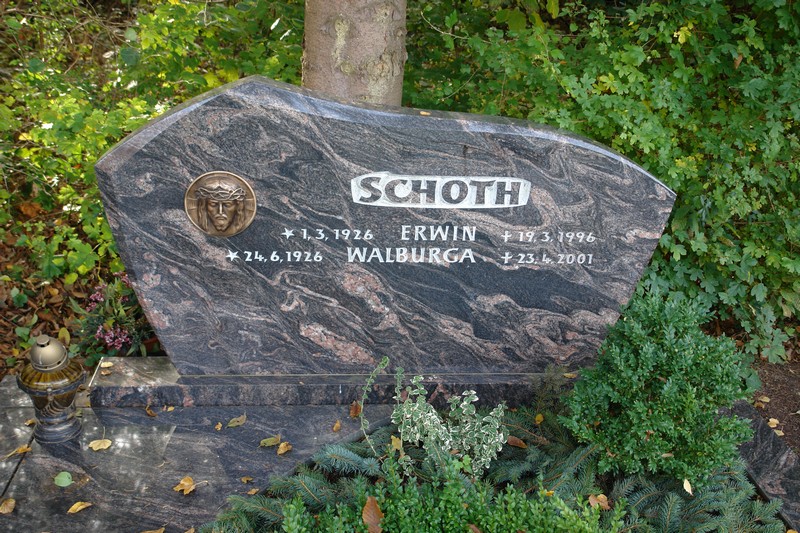 SCHOTH
★ 1.3.1926 ERWIN ✝ 19.3.1996
★ 24.6.1926 WALBURGA ✝ 23.4.2001